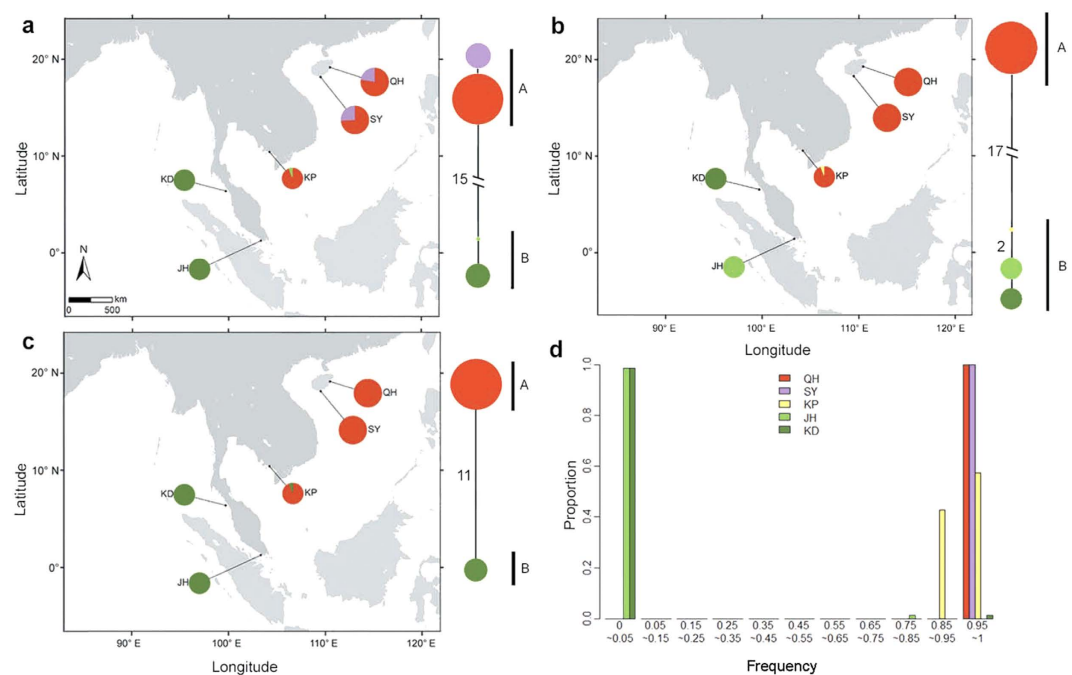 a
Latitude
20° N
10° N
0°
QH
SY
KP
KD
JH
N
km
0 500
A
15
B
b
Latitude
20° N
10° N
0°
QH
SY
KP
KD
JH
90° E 100° E 110° E 120° E
Longitude
A
17
2
B
c
Latitude
20° N
10° N
0°
QH
SY
KP
KD
JH
90° E 100° E 110° E 120° E
Longitude
A
11
B
d
Proportion
1.0
0.8
0.6
0.4
0.2
0.0
QH
SY
KP
JH
KD
0 0.05 0.15 0.25 0.35 0.45 0.55 0.65 0.75 0.85 0.95
~0.05 ~0.15 ~0.25 ~0.35 ~0.45 ~0.55 ~0.65 ~0.75 ~0.85 ~0.95 ~1
Frequency